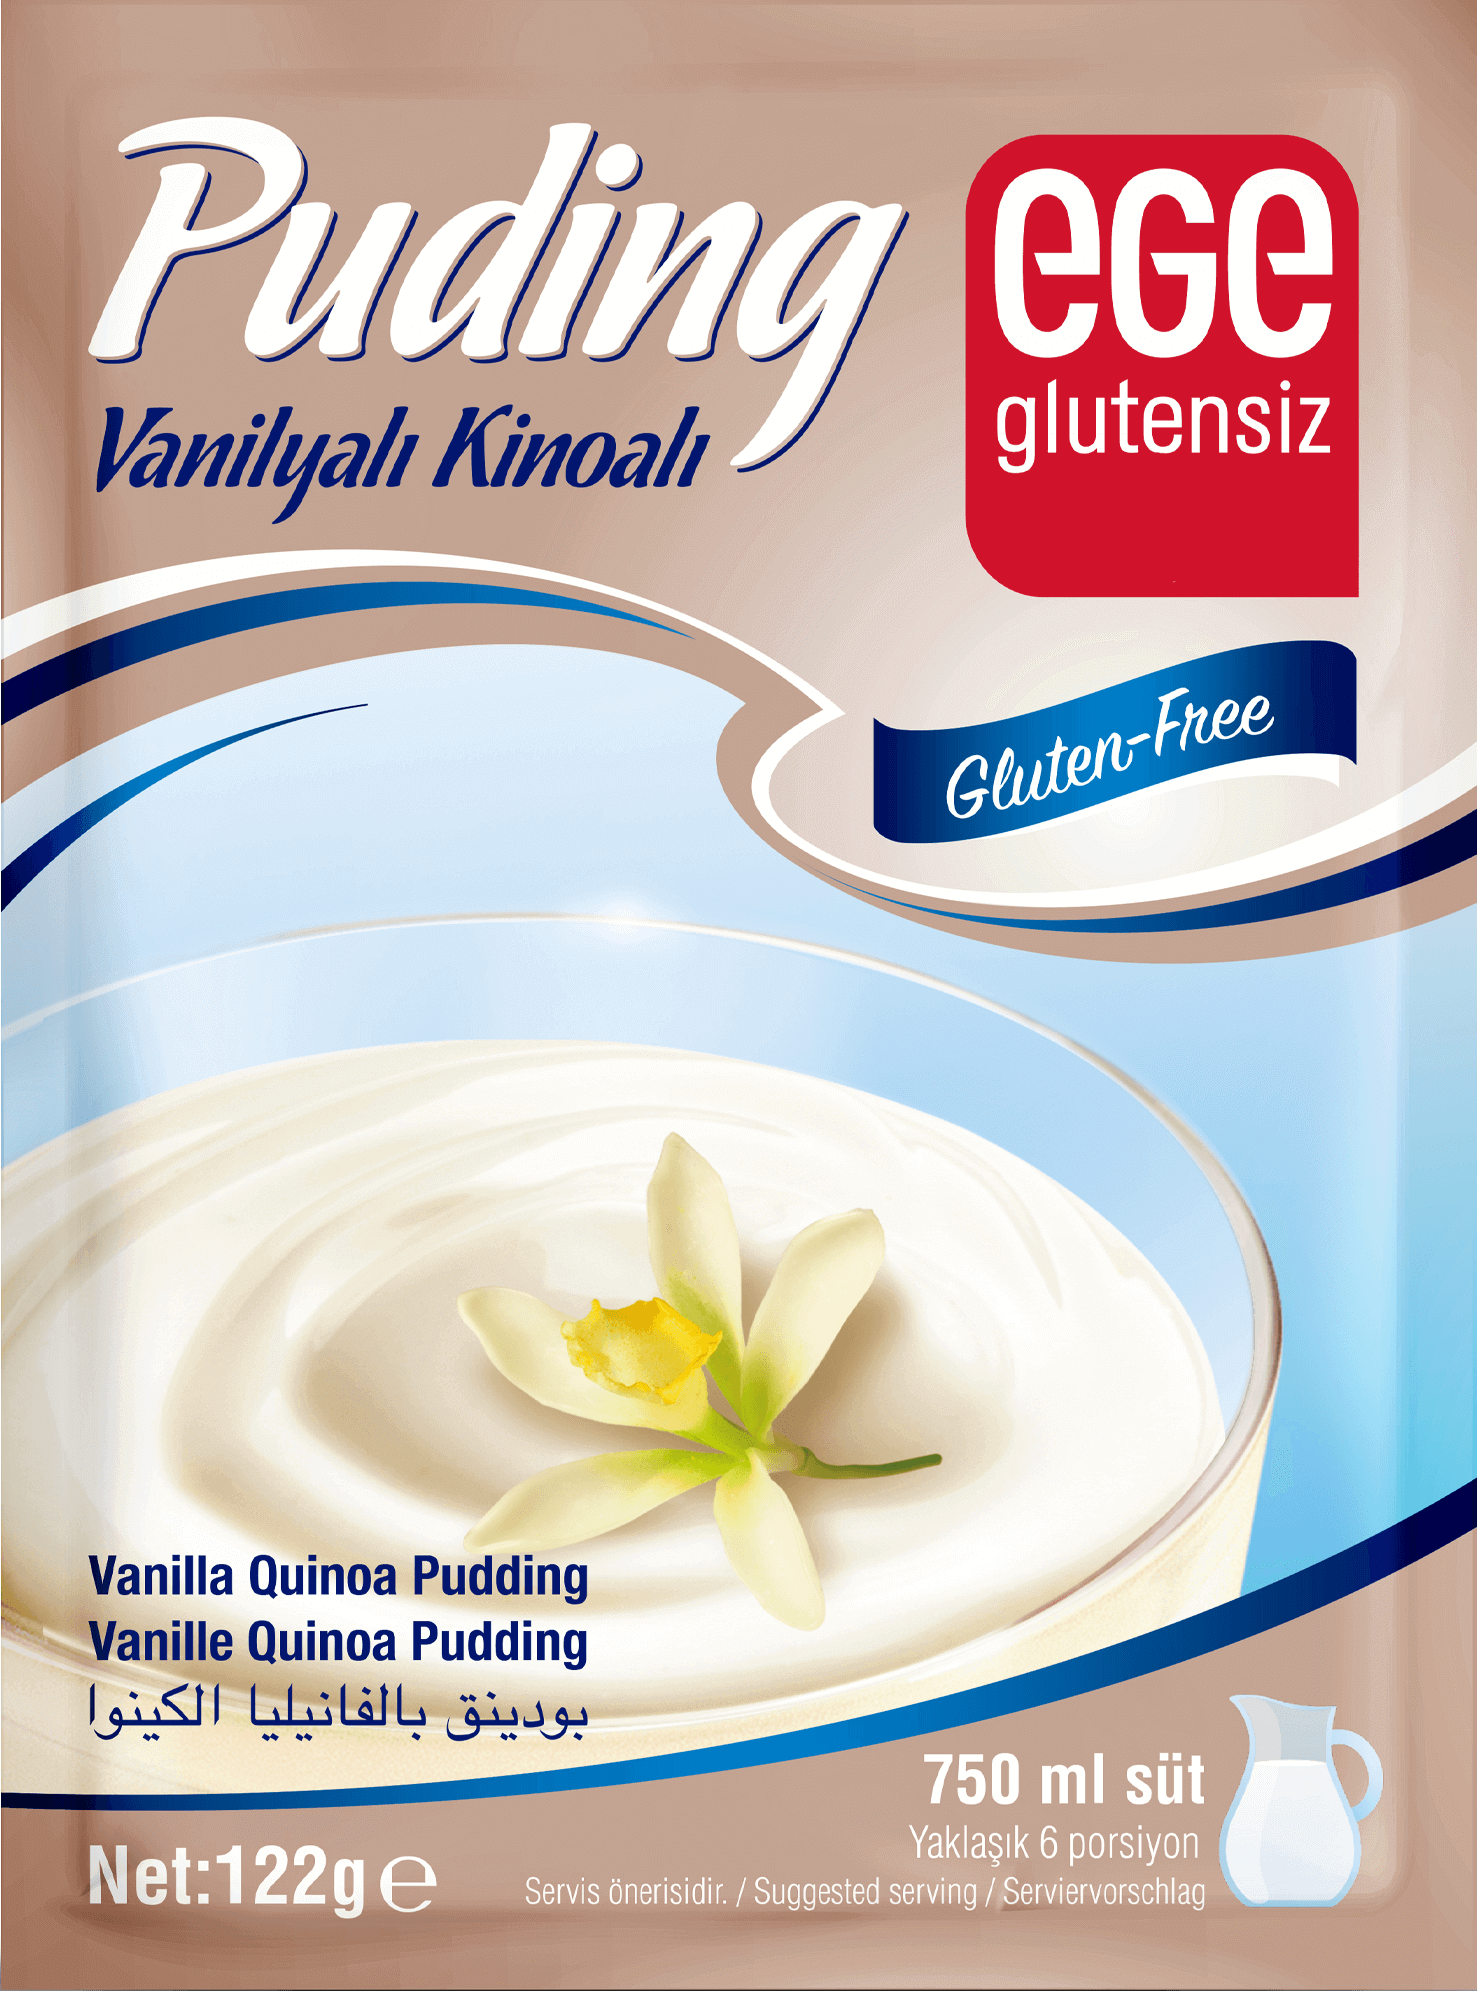 Puding
Vanilyalı Kinoalı
eGe
glutensiz
Gluten-Free
Vanilla Quinoa Pudding
Vanille Quinoa Pudding
بودينق بالفانيليا الكينوا
750 ml süt
Yaklaşık 6 porsiyon
Net:122g ℮
Servis önerisidir. / Suggested serving / Serviervorschlag